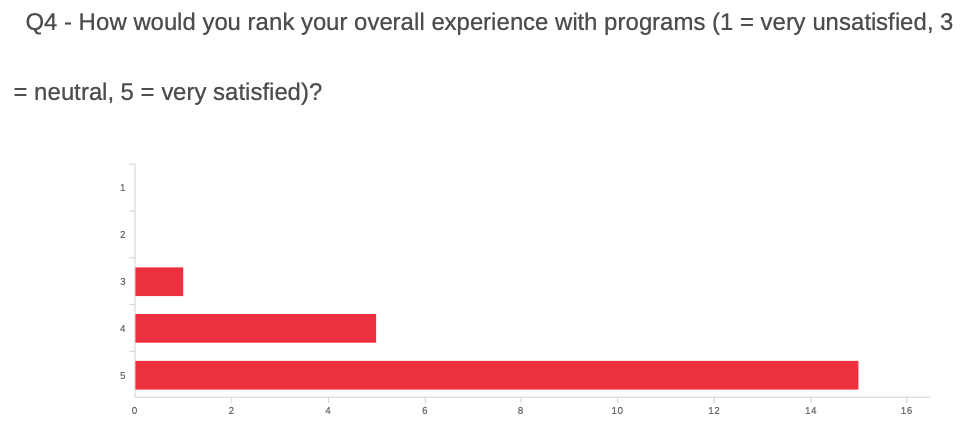 Q4 - How would you rank your overall experience with programs (1 = very unsatisfied, 3
= neutral, 5 = very satisfied)?
1
2
3
4
5
0 2 4 6 8 10 12 14 16